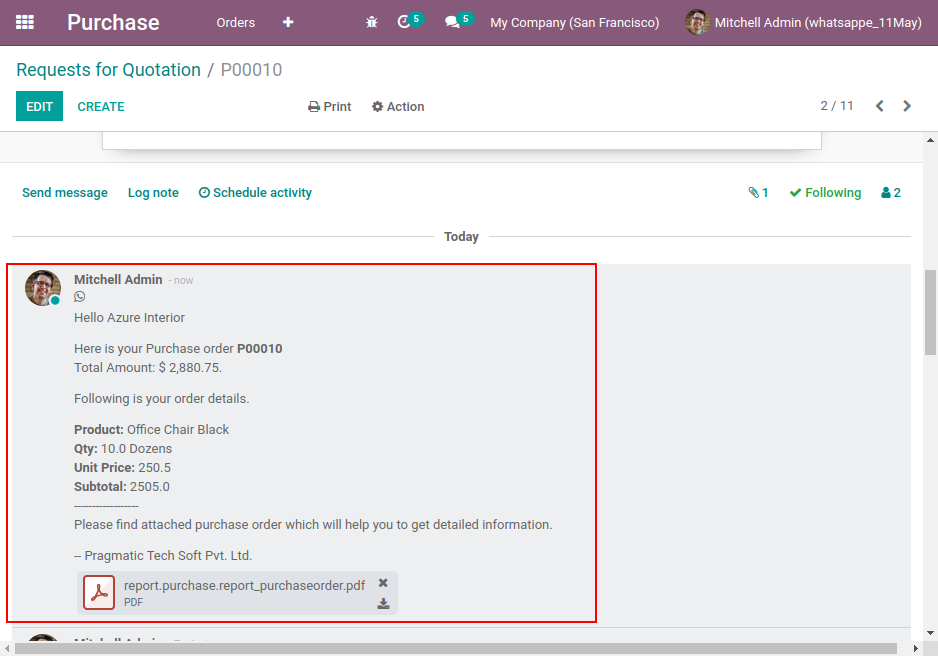 Purchase Orders + 5 5 My Company (San Francisco) Mitchell Admin (whatsappe_11May)
Requests for Quotation / P00010
EDIT CREATE Print Action 2 / 11
Send message Log note Schedule activity 1 Following 2
Today
Mitchell Admin - now
Hello Azure Interior
Here is your Purchase order P00010
Total Amount: $ 2,880.75.
Following is your order details.
Product: Office Chair Black
Qty: 10.0 Dozens
Unit Price: 250.5
Subtotal: 2505.0
------------------
Please find attached purchase order which will help you to get detailed information.
-- Pragmatic Tech Soft Pvt. Ltd.
report.purchase.report_purchaseorder.pdf
PDF
Mitchell Admin